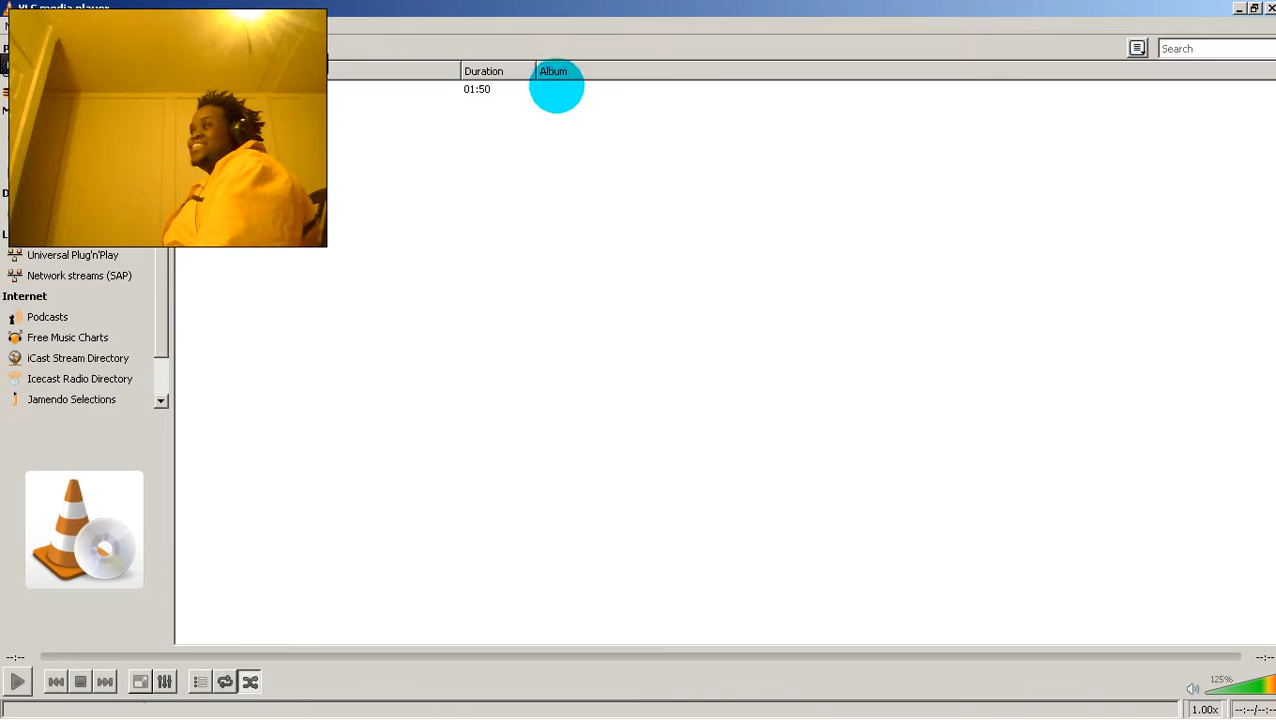 VLC media player
Search
Duration
Album
01:50
Universal Plug'n'Play
Network streams (SAP)
Internet
Podcasts
Free Music Charts
iCast Stream Directory
Icecast Radio Directory
Jamendo Selections
--:--
--:--
125%
1.00x
--:--/--:--